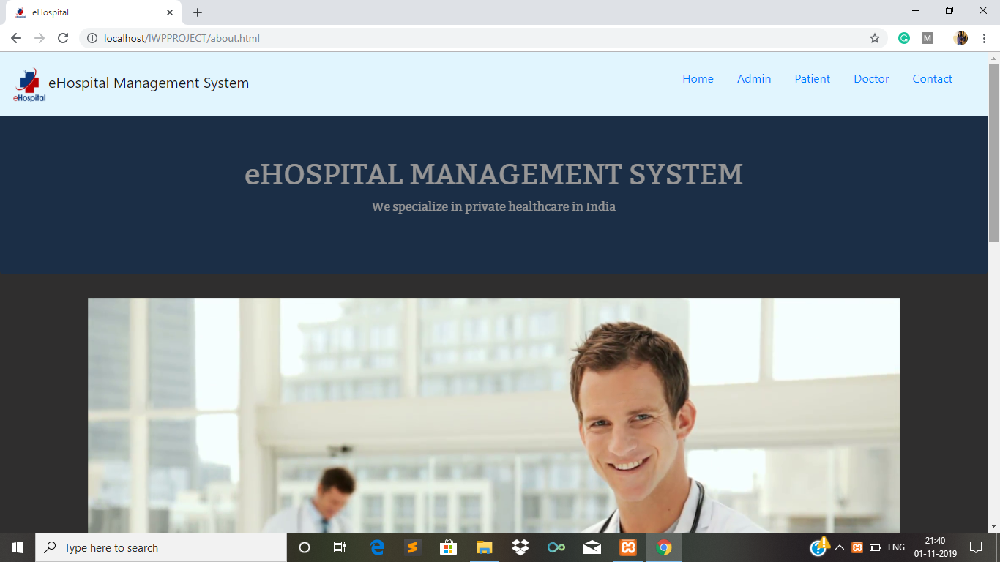 eHospital
localhost/IWPPROJECT/about.html
M
eHospital
eHospital Management System
Home Admin Patient Doctor Contact
eHOSPITAL MANAGEMENT SYSTEM
We specialize in private healthcare in India
Type here to search
ENG
21:40
01-11-2019